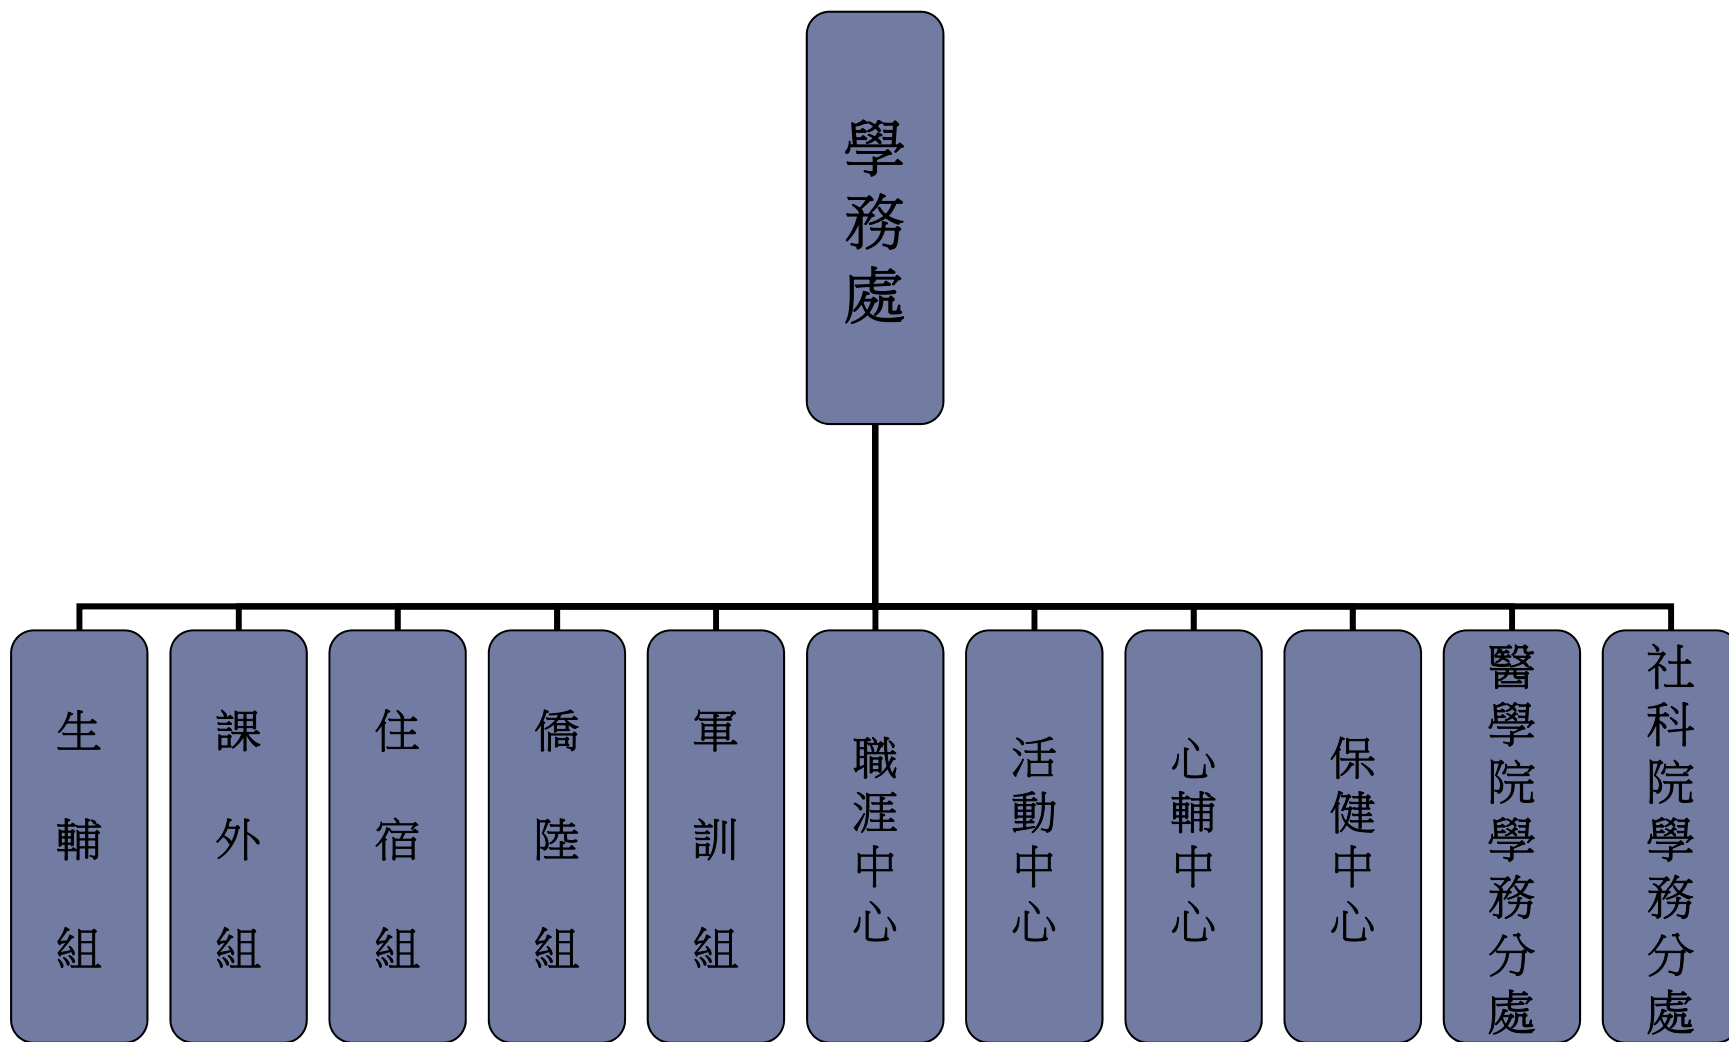 學務處
生輔組
課外組
住宿組
僑陸組
軍訓組
職涯中心
活動中心
心輔中心
保健中心
醫學院學務分處
社科院學務分處